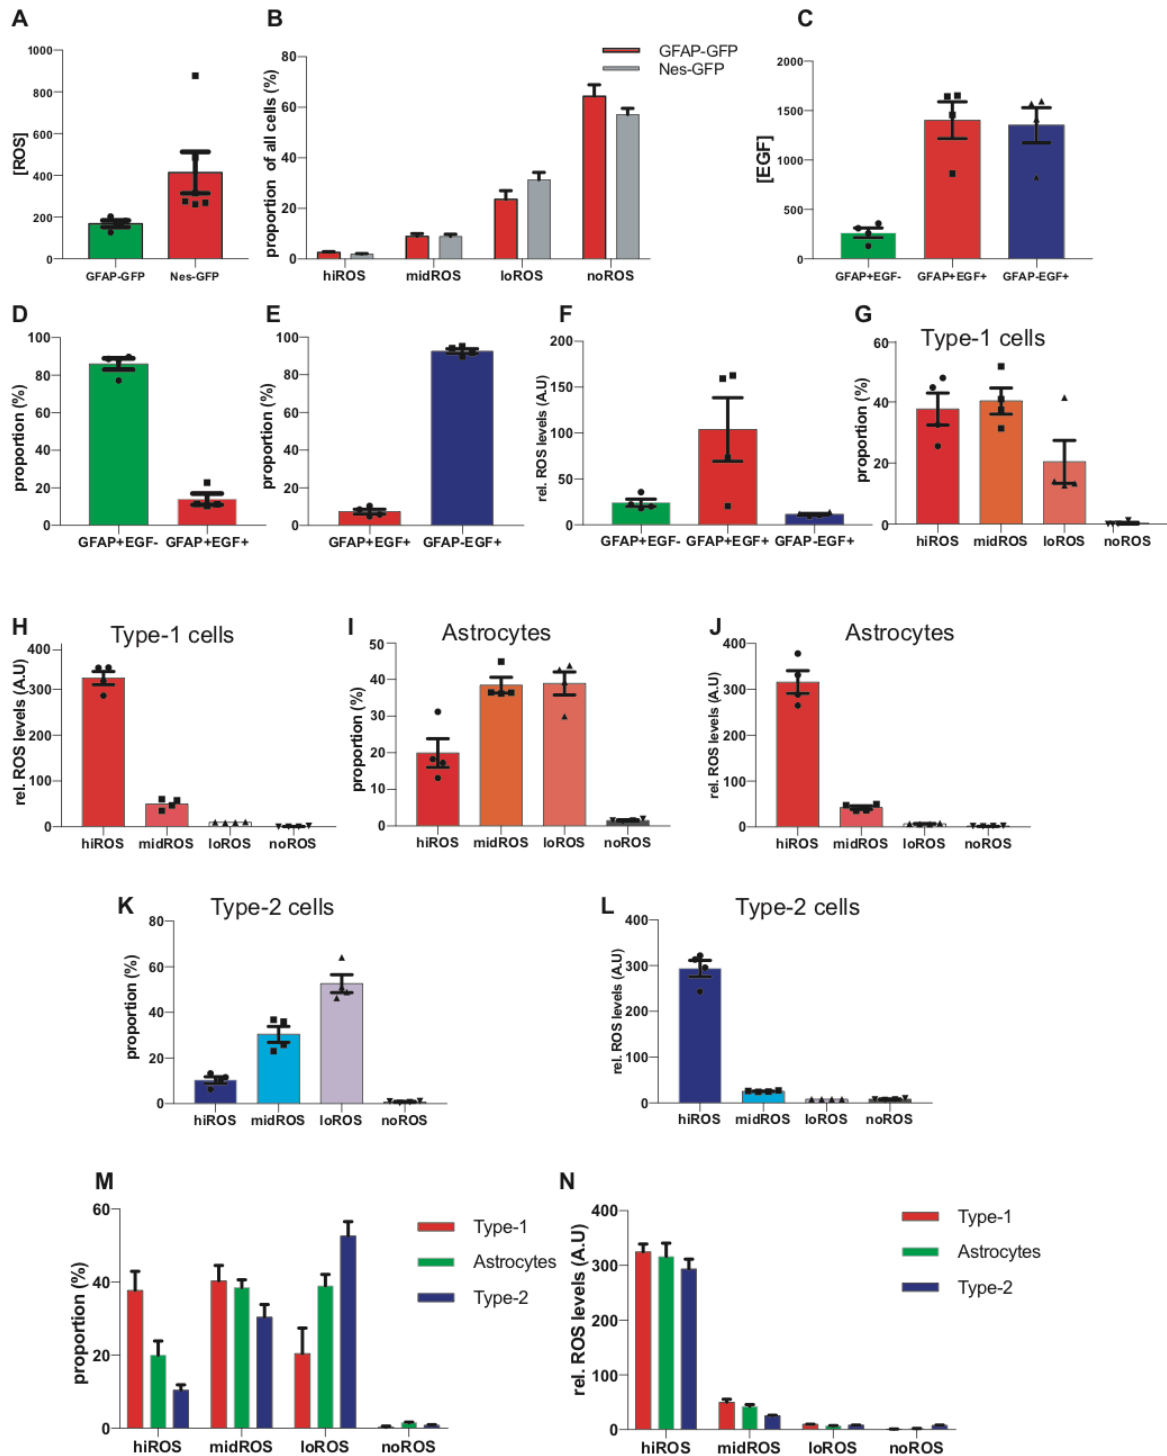 A
[ROS]
1000
800
600
400
200
0
GFAP-GFP
Nes-GFP
B
proportion of all cells (%)
80
60
40
20
0
hiROS
midROS
loROS
noROS
GFAP-GFP
Nes-GFP
C
[EGF]
2000
1500
1000
500
0
GFAP+EGF-
GFAP+EGF+
GFAP-EGF+
D
proportion (%)
100
80
60
40
20
0
GFAP+EGF-
GFAP+EGF+
E
proportion (%)
100
80
60
40
20
0
GFAP+EGF+
GFAP-EGF+
F
rel. ROS levels (A.U)
200
150
100
50
0
GFAP+EGF-
GFAP+EGF+
GFAP-EGF+
G
Type-1 cells
proportion (%)
60
40
20
0
hiROS
midROS
loROS
noROS
H
Type-1 cells
rel. ROS levels (A.U)
400
300
200
100
0
hiROS
midROS
loROS
noROS
I
Astrocytes
proportion (%)
50
40
30
20
10
0
hiROS
midROS
loROS
noROS
J
Astrocytes
rel. ROS levels (A.U)
400
300
200
100
0
hiROS
midROS
loROS
noROS
K
Type-2 cells
proportion (%)
80
60
40
20
0
hiROS
midROS
loROS
noROS
L
Type-2 cells
rel. ROS levels (A.U)
400
300
200
100
0
hiROS
midROS
loROS
noROS
M
proportion (%)
60
40
20
0
hiROS
midROS
loROS
noROS
Type-1
Astrocytes
Type-2
N
rel. ROS levels (A.U)
400
300
200
100
0
hiROS
midROS
loROS
noROS
Type-1
Astrocytes
Type-2